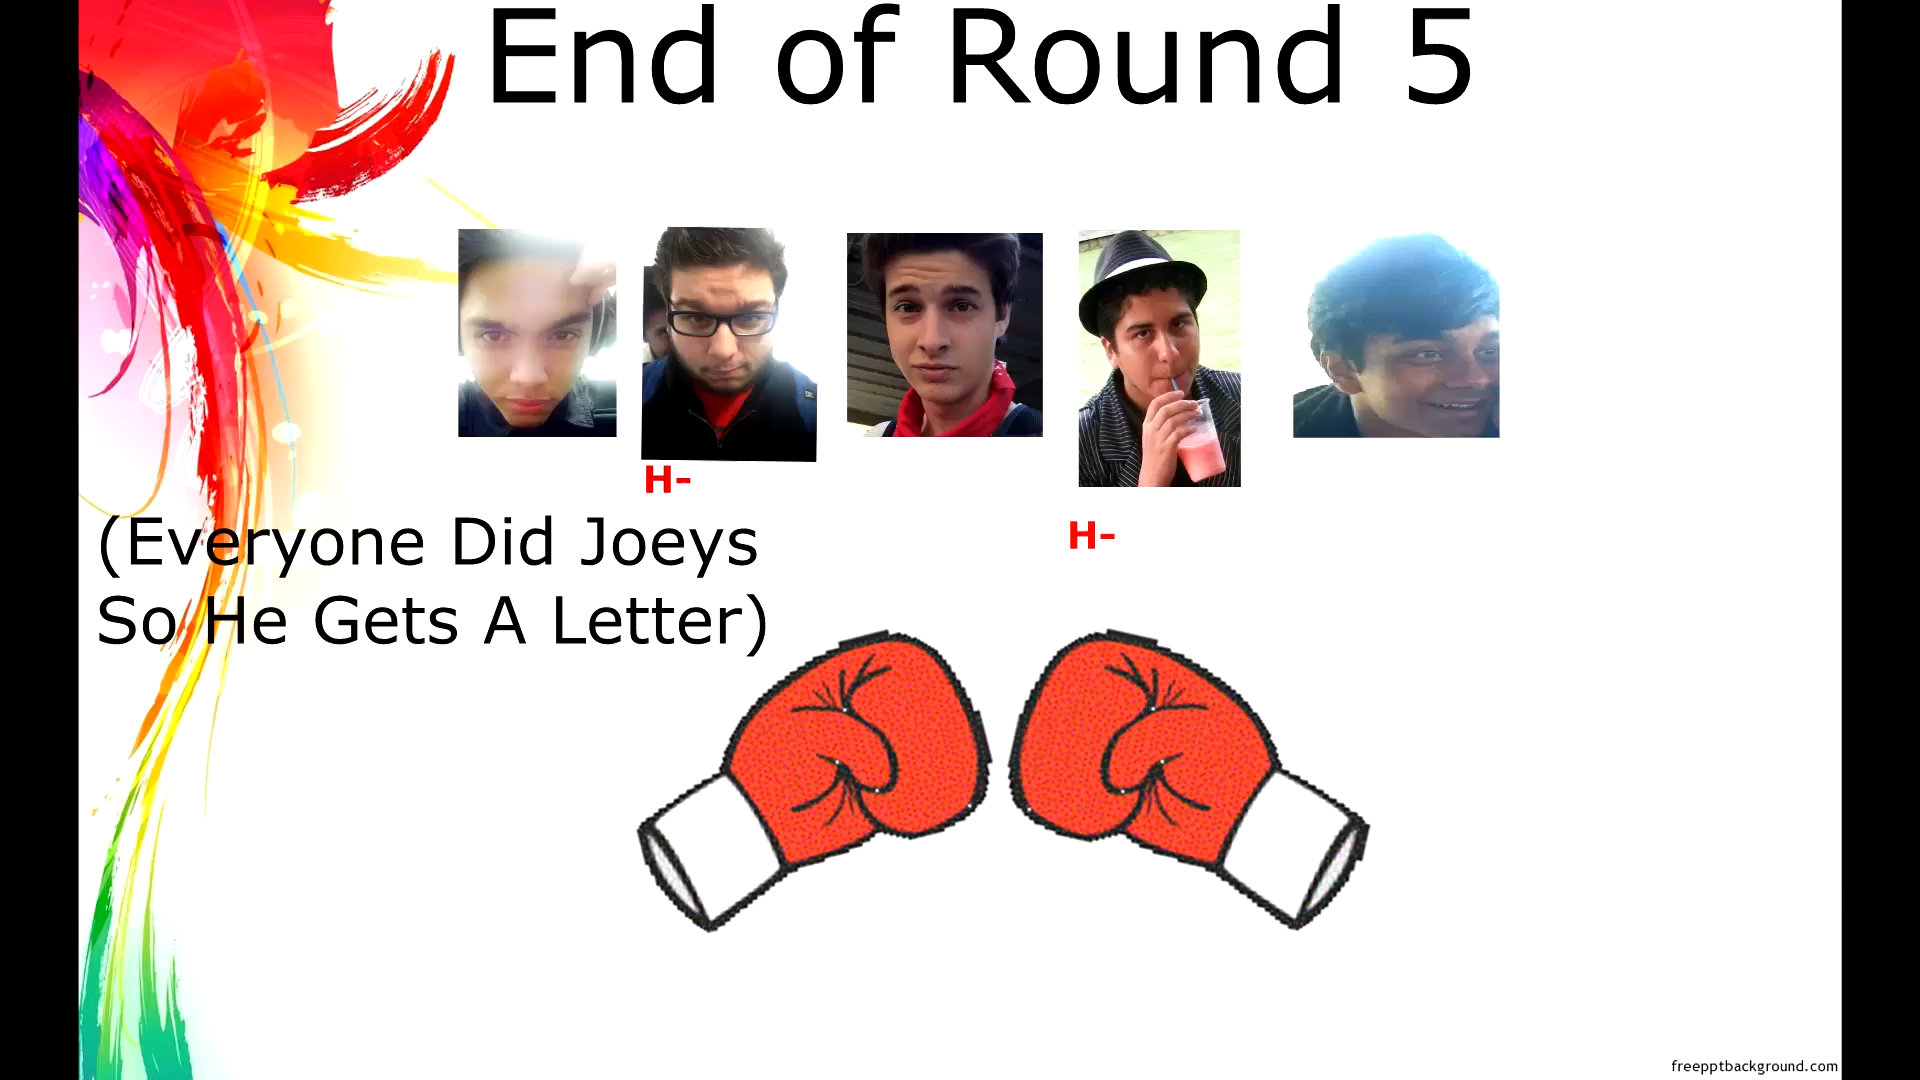 End of Round 5
H-
H-
(Everyone Did Joeys
So He Gets A Letter)
freepptbackground.com